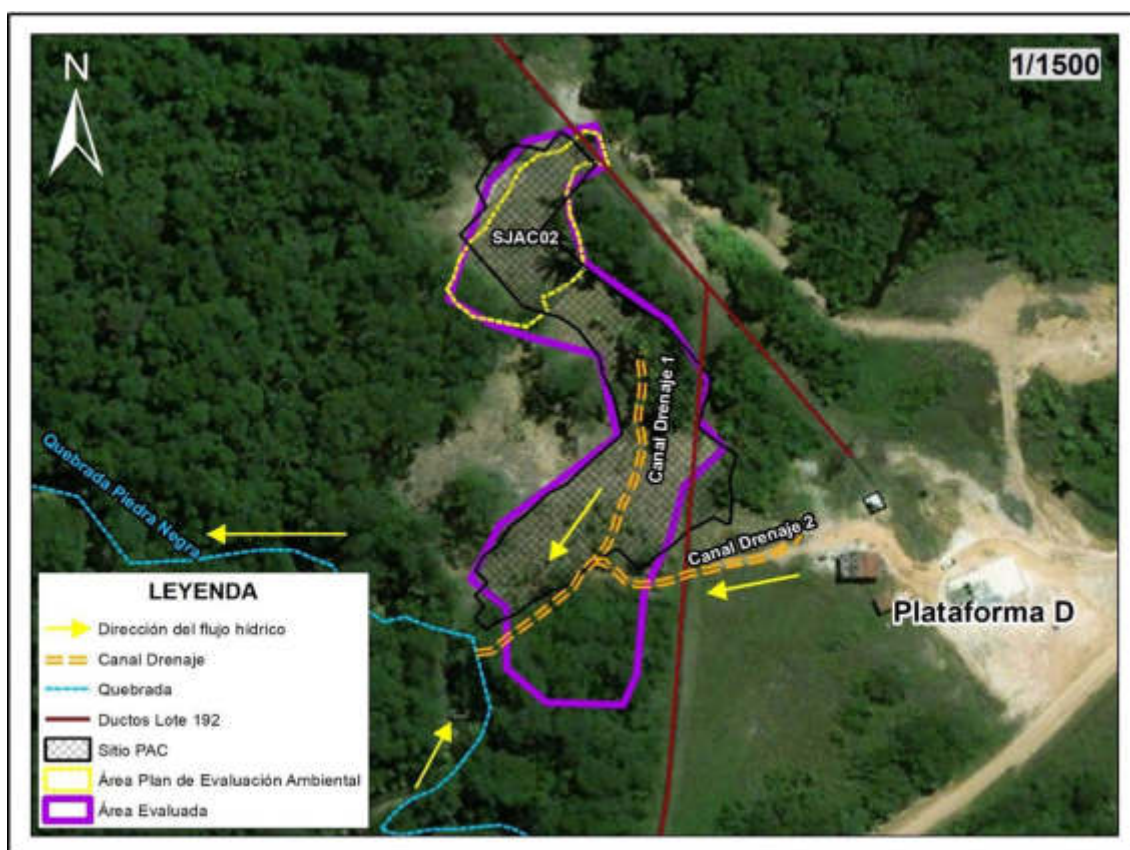 N
1/1500
SJAC02
Canal Drenaje 1
Quebrada Piedra Negra
Canal Drenaje 2
Plataforma D
LEYENDA
Dirección del flujo hídrico
Canal Drenaje
Quebrada
Ductos Lote 192
Sitio PAC
Área Plan de Evaluación Ambiental
Área Evaluada